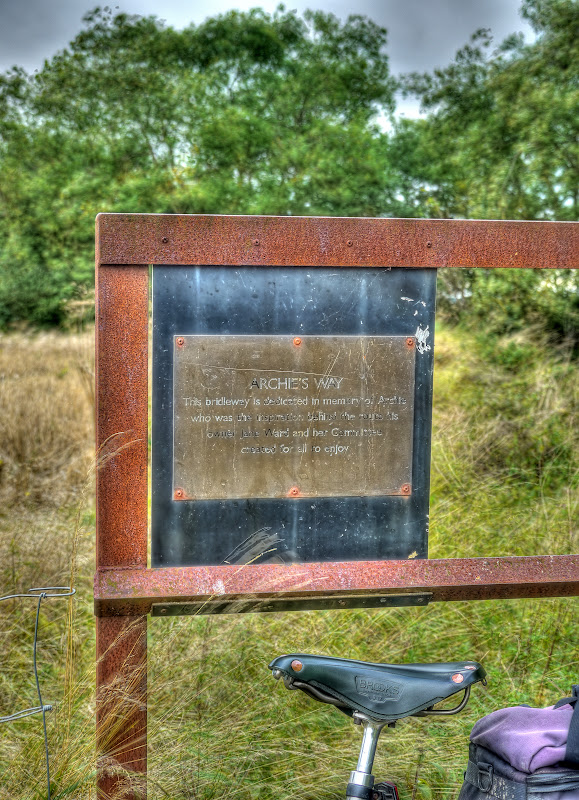 ARCHIE'S WAY
This bridleway is dedicated in memory of Archie
who was the inspiration behind the route his
owner Jane Ward and her Committee
created for all to enjoy
BROOKS